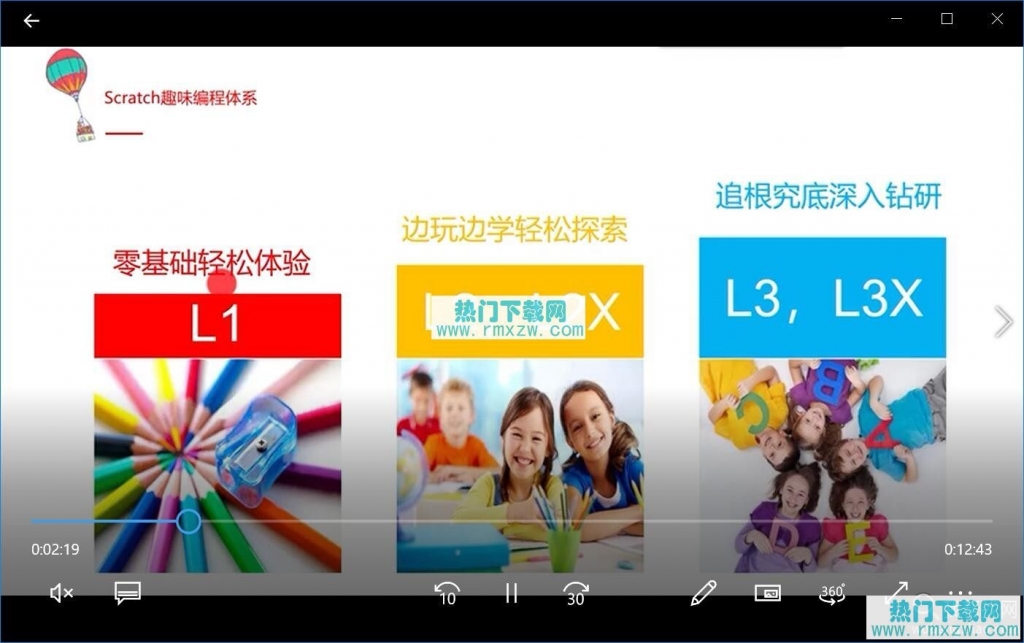 Scratch趣味编程体系
追根究底深入钻研
边玩边学轻松探索
零基础轻松体验
L1
X
L3，L3X
热门下载网
www.rmxzw.com
C
B
A
D
E
0:02:19
0:12:43
10
30
360°
热门下载网
www.rmxzw.com